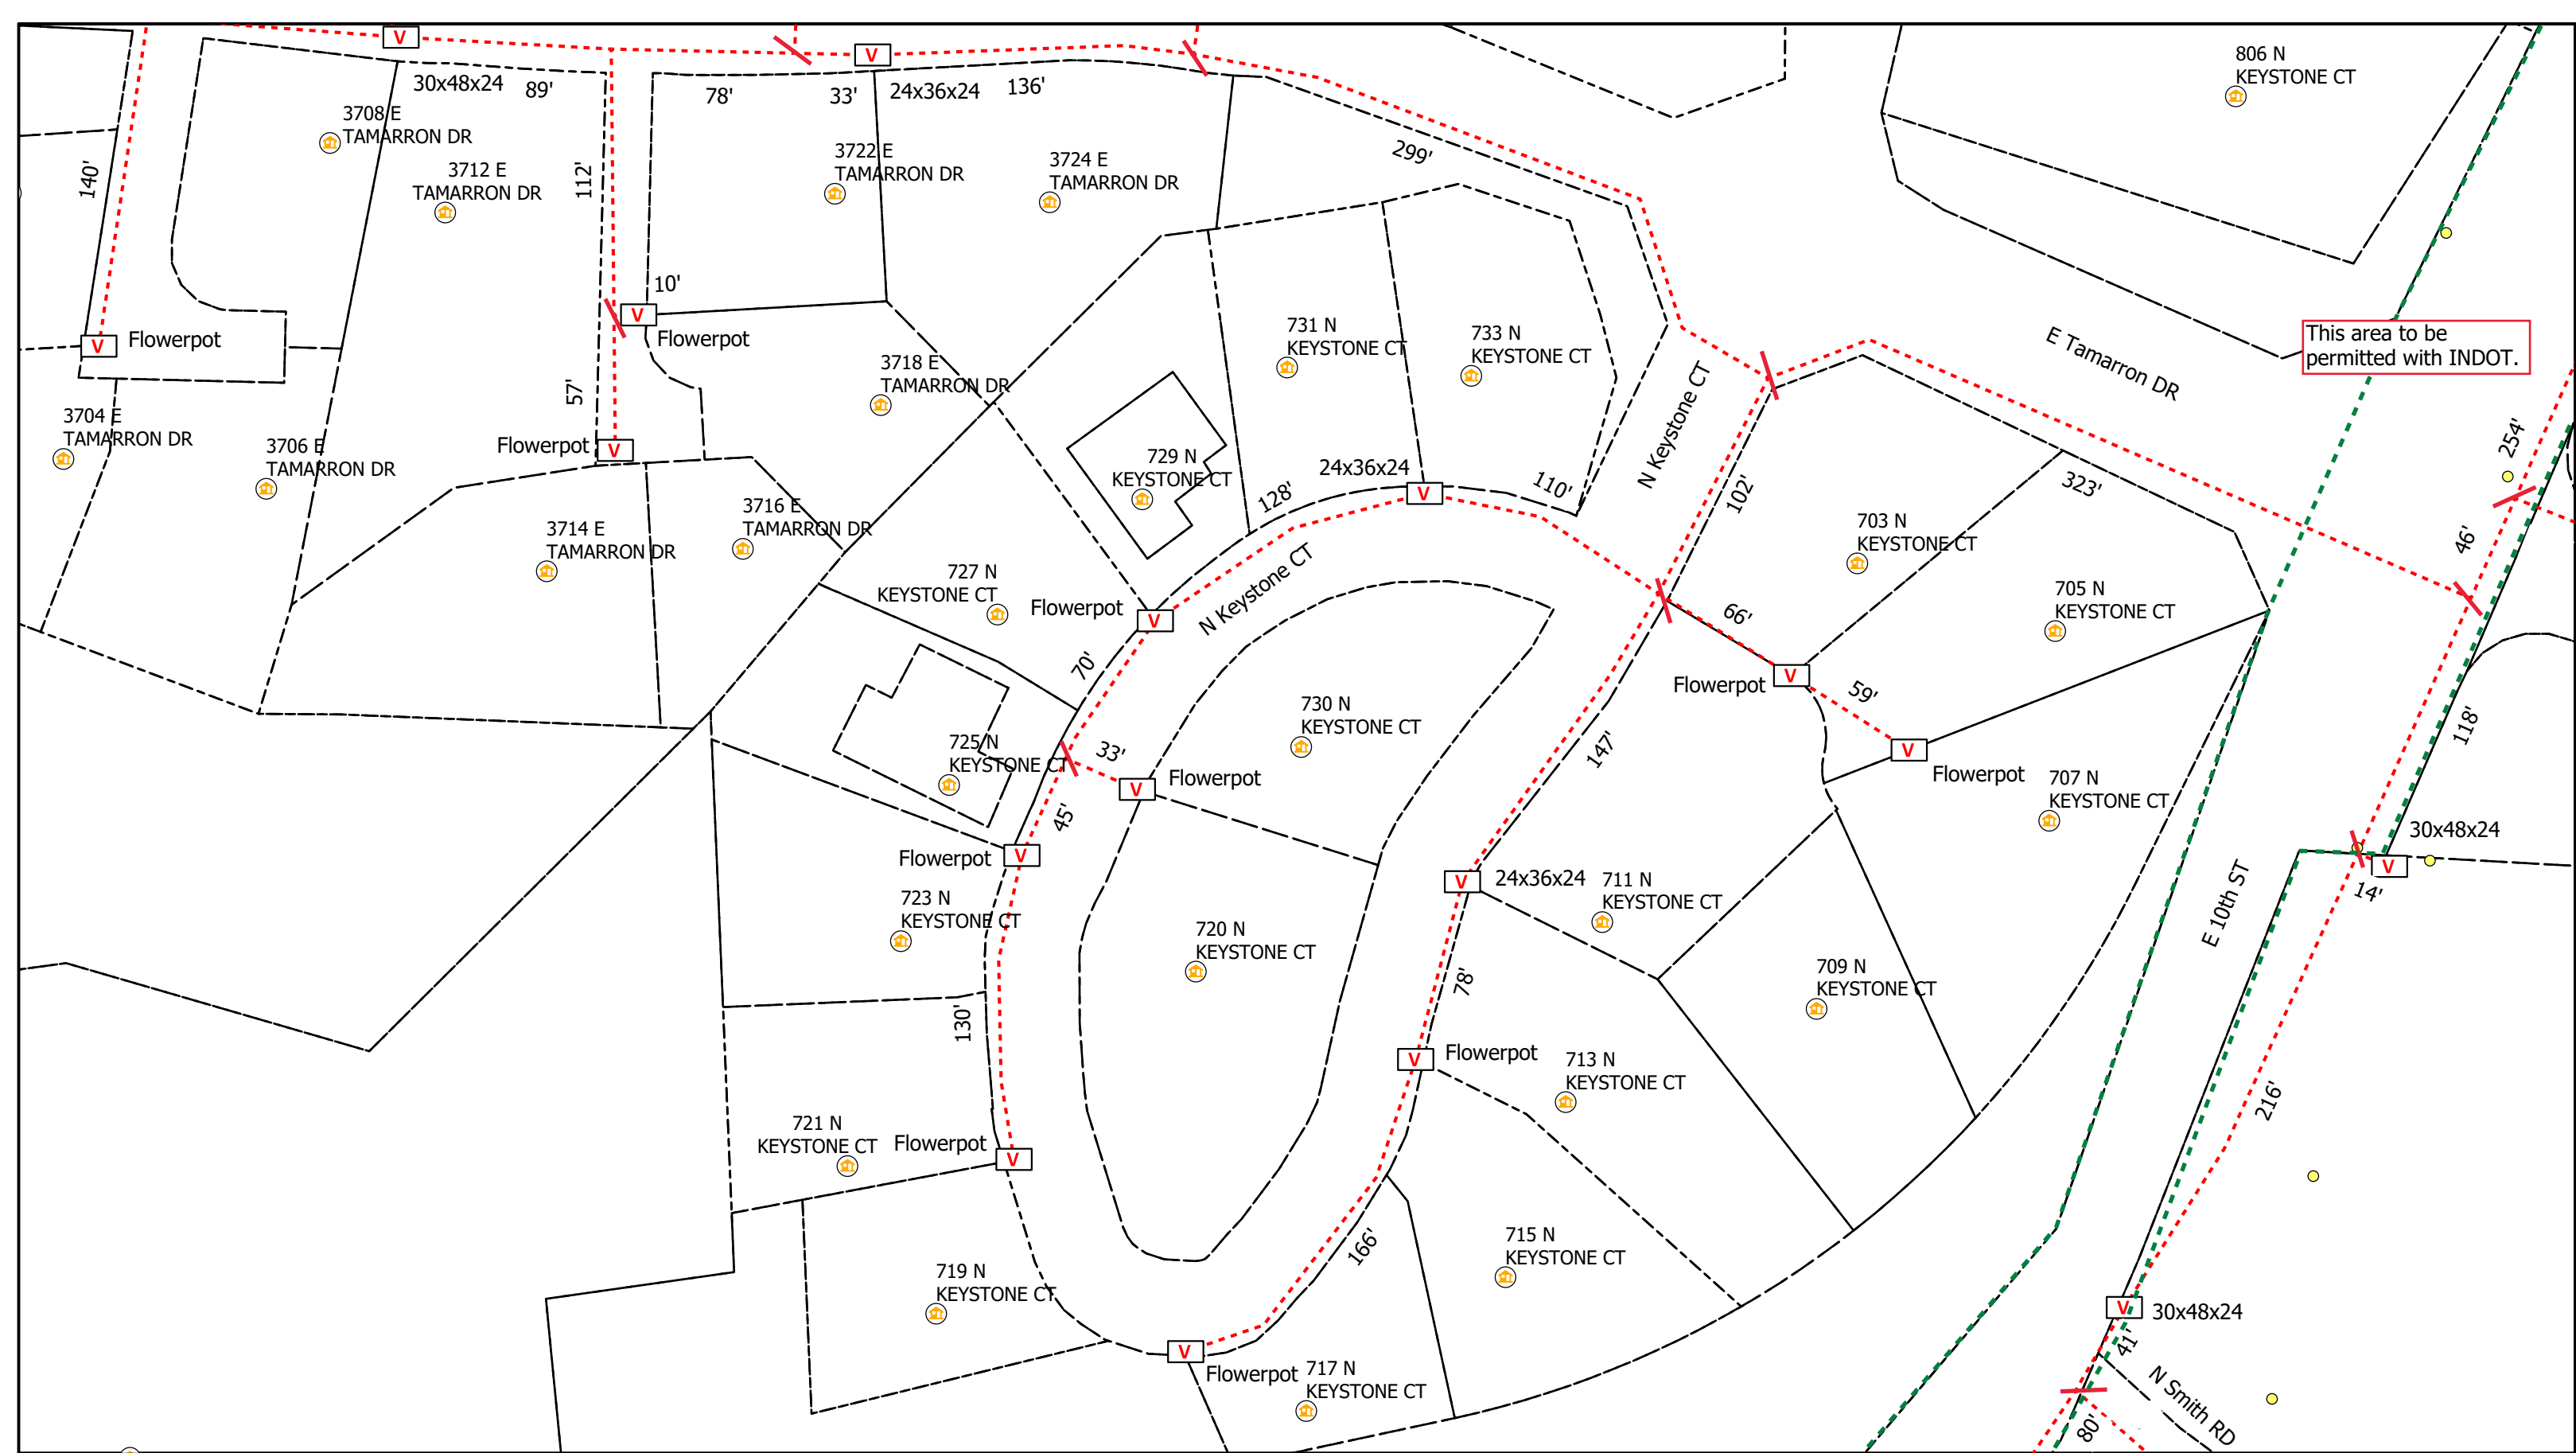 V
V
806 N
KEYSTONE CT
30x48x24
89'
78'
33'
24x36x24
136'
3708 E
TAMARRON DR
299'
140'
3712 E
TAMARRON DR
112'
3722 E
TAMARRON DR
3724 E
TAMARRON DR
10'
V
Flowerpot
V
Flowerpot
731 N
KEYSTONE CT
733 N
KEYSTONE CT
E Tamarron DR
This area to be
permitted with INDOT.
3718 E
TAMARRON DR
57'
N Keystone CT
3704 E
TAMARRON DR
3706 E
TAMARRON DR
Flowerpot
V
729 N
KEYSTONE CT
24x36x24
V
128'
110'
102'
323'
254'
46'
3716 E
TAMARRON DR
3714 E
TAMARRON DR
703 N
KEYSTONE CT
727 N
KEYSTONE CT
Flowerpot
V
N Keystone CT
705 N
KEYSTONE CT
66'
70'
Flowerpot
V
59'
730 N
KEYSTONE CT
118'
725 N
KEYSTONE CT
33'
V
Flowerpot
147'
V
Flowerpot
707 N
KEYSTONE CT
45'
Flowerpot
V
30x48x24
V
14'
V
24x36x24
711 N
KEYSTONE CT
723 N
KEYSTONE CT
720 N
KEYSTONE CT
E 10th ST
78'
709 N
KEYSTONE CT
130'
V
Flowerpot
713 N
KEYSTONE CT
216'
721 N
KEYSTONE CT
Flowerpot
V
166'
715 N
KEYSTONE CT
719 N
KEYSTONE CT
V
30x48x24
41'
V
Flowerpot
717 N
KEYSTONE CT
N Smith RD
80'